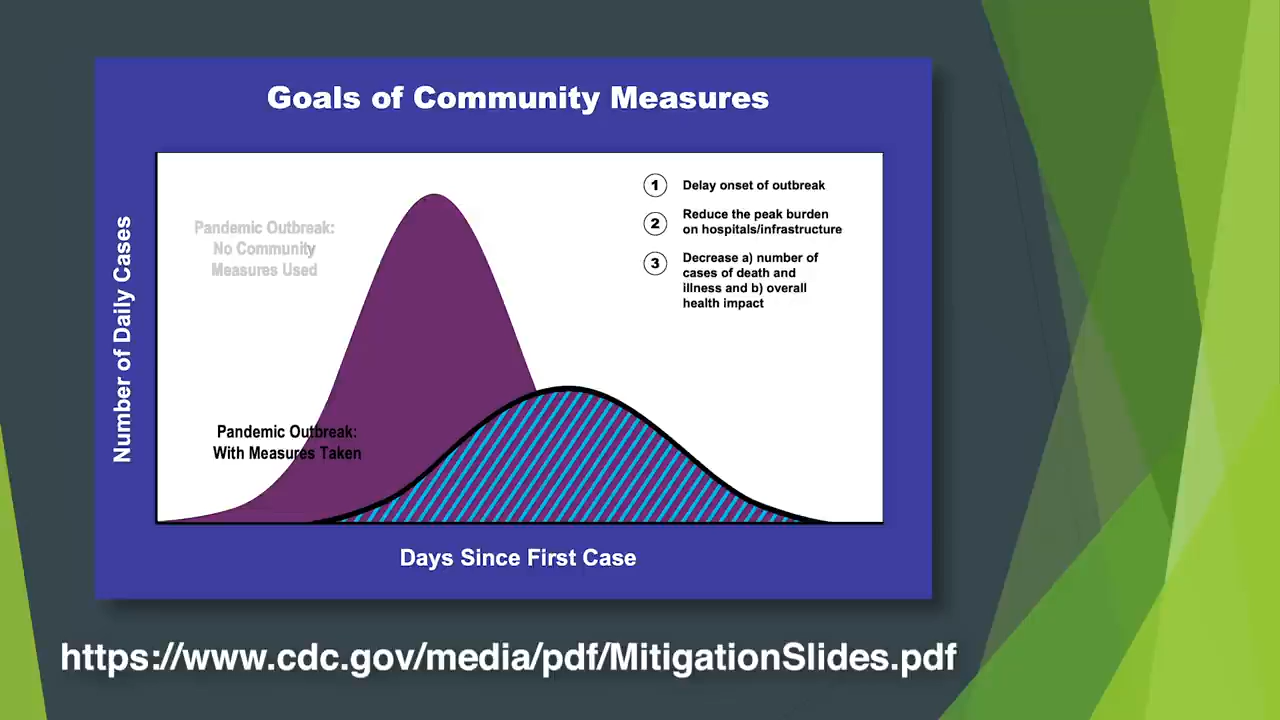 Goals of Community Measures
Number of Daily Cases
Pandemic Outbreak:
No Community
Measures Used
1 Delay onset of outbreak
2 Reduce the peak burden
on hospitals/infrastructure
3 Decrease a) number of
cases of death and
illness and b) overall
health impact
Pandemic Outbreak:
With Measures Taken
Days Since First Case
https://www.cdc.gov/media/pdf/MitigationSlides.pdf